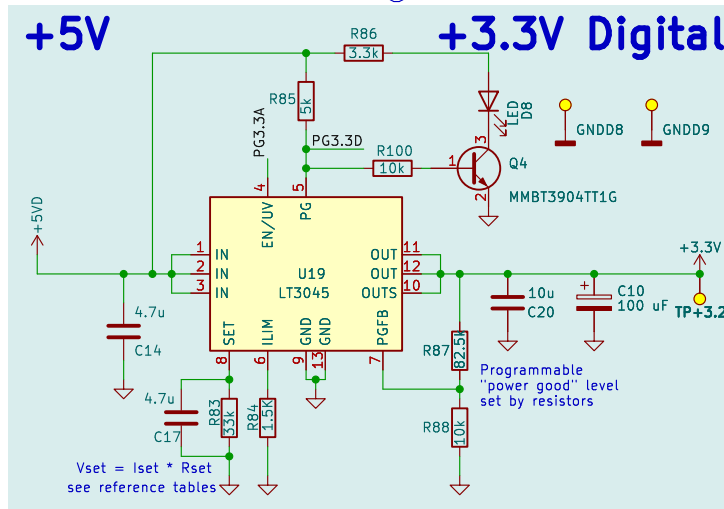 +5V
+3.3V Digital
R86
3.3k
R85
5k
PG3.3A
PG3.3D
LED
D8
GNDD8
GNDD9
R100
10k
1
3
2
Q4
MMBT3904TT1G
4
5
EN/UV
PG
+5VD
1
2
3
IN
IN
IN
U19
LT3045
OUT
OUT
OUTS
11
12
10
+3.3V
TP+3.2
4.7u
C14
10u
C20
+
C10
100 uF
SET
ILIM
GND
GND
PGFB
8
6
9
13
7
R87
82.5k
Programmable
"power good" level
set by resistors
4.7u
C17
R83
33k
R84
1.5K
R88
10k
Vset = Iset * Rset
see reference tables